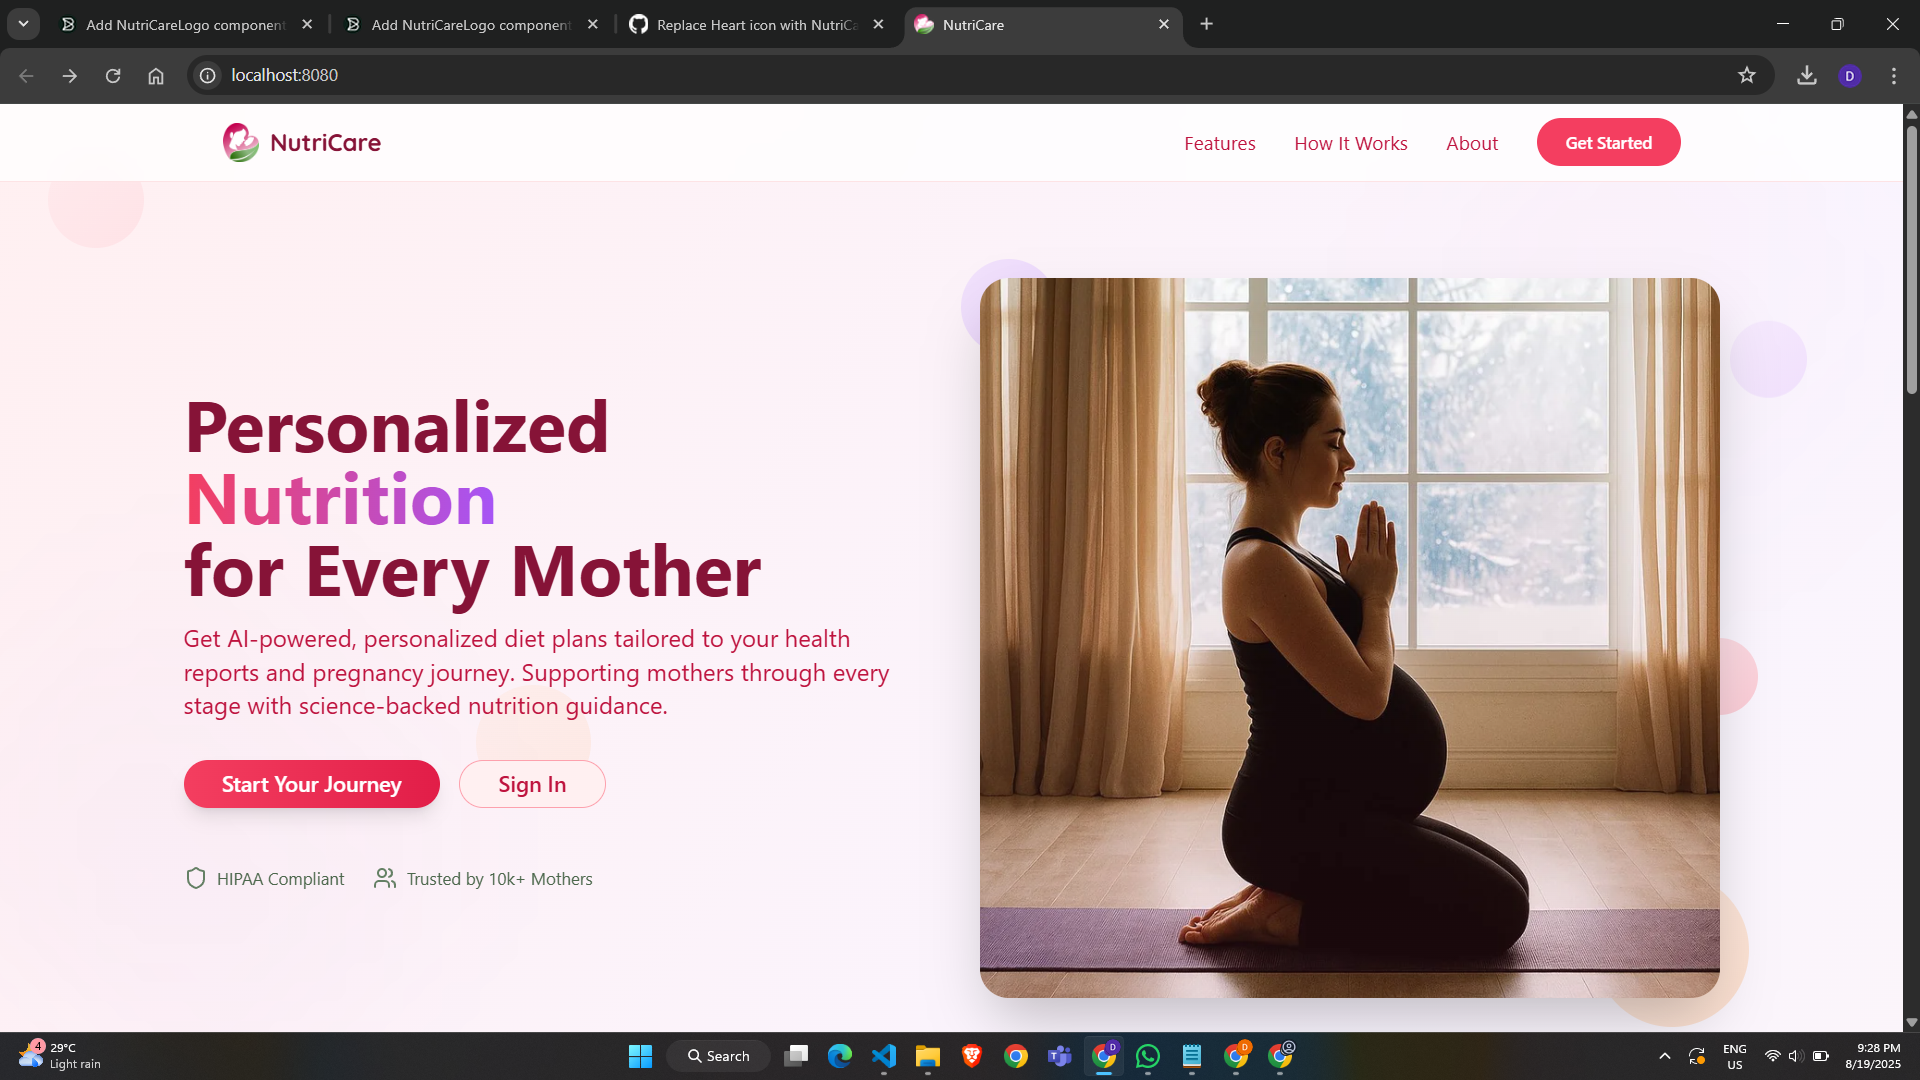 Add NutriCareLogo component
Add NutriCareLogo component
Replace Heart icon with NutriCa
NutriCare
localhost:8080
D
NutriCare
Features
How It Works
About
Get Started
Personalized
Nutrition
for Every Mother
Get AI-powered, personalized diet plans tailored to your health
reports and pregnancy journey. Supporting mothers through every
stage with science-backed nutrition guidance.
Start Your Journey
Sign In
HIPAA Compliant
Trusted by 10k+ Mothers
4
29°C
Light rain
Search
T
D
D
ENG
US
9:28 PM
8/19/2025